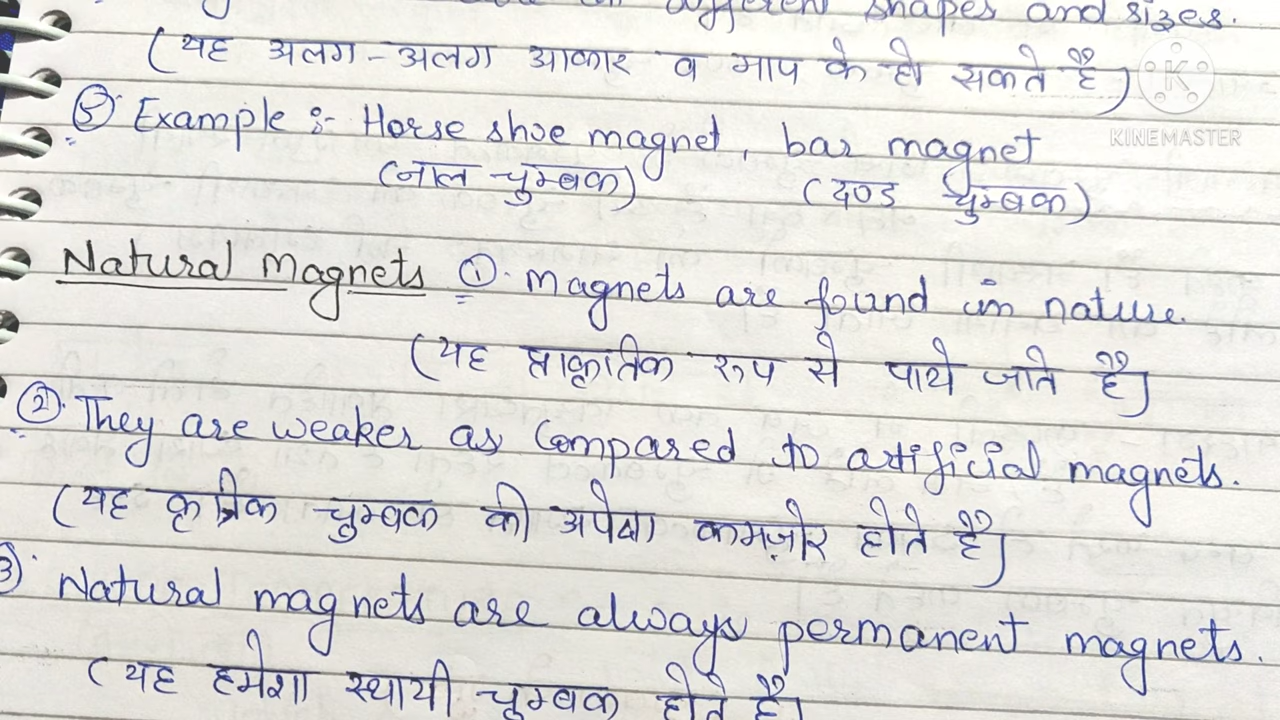 different shapes and sizes.
(यह अलग-अलग आकार व माप के हो सकते हैं)
⑤. Example :- Horse shoe magnet, bar magnet
(नाल चुम्बक) (दण्ड चुम्बक)
KINEMASTER
Natural Magnets ①. Magnets are found in nature.
(यह प्राकृतिक रूप से पाये जाते हैं)
②. They are weaker as compared to artificial magnets.
(यह कृत्रिक चुम्बक की अपेक्षा कमज़ोर होते हैं)
③. Natural magnets are always permanent magnets.
(यह हमेशा स्थायी चुम्बक होते हैं)